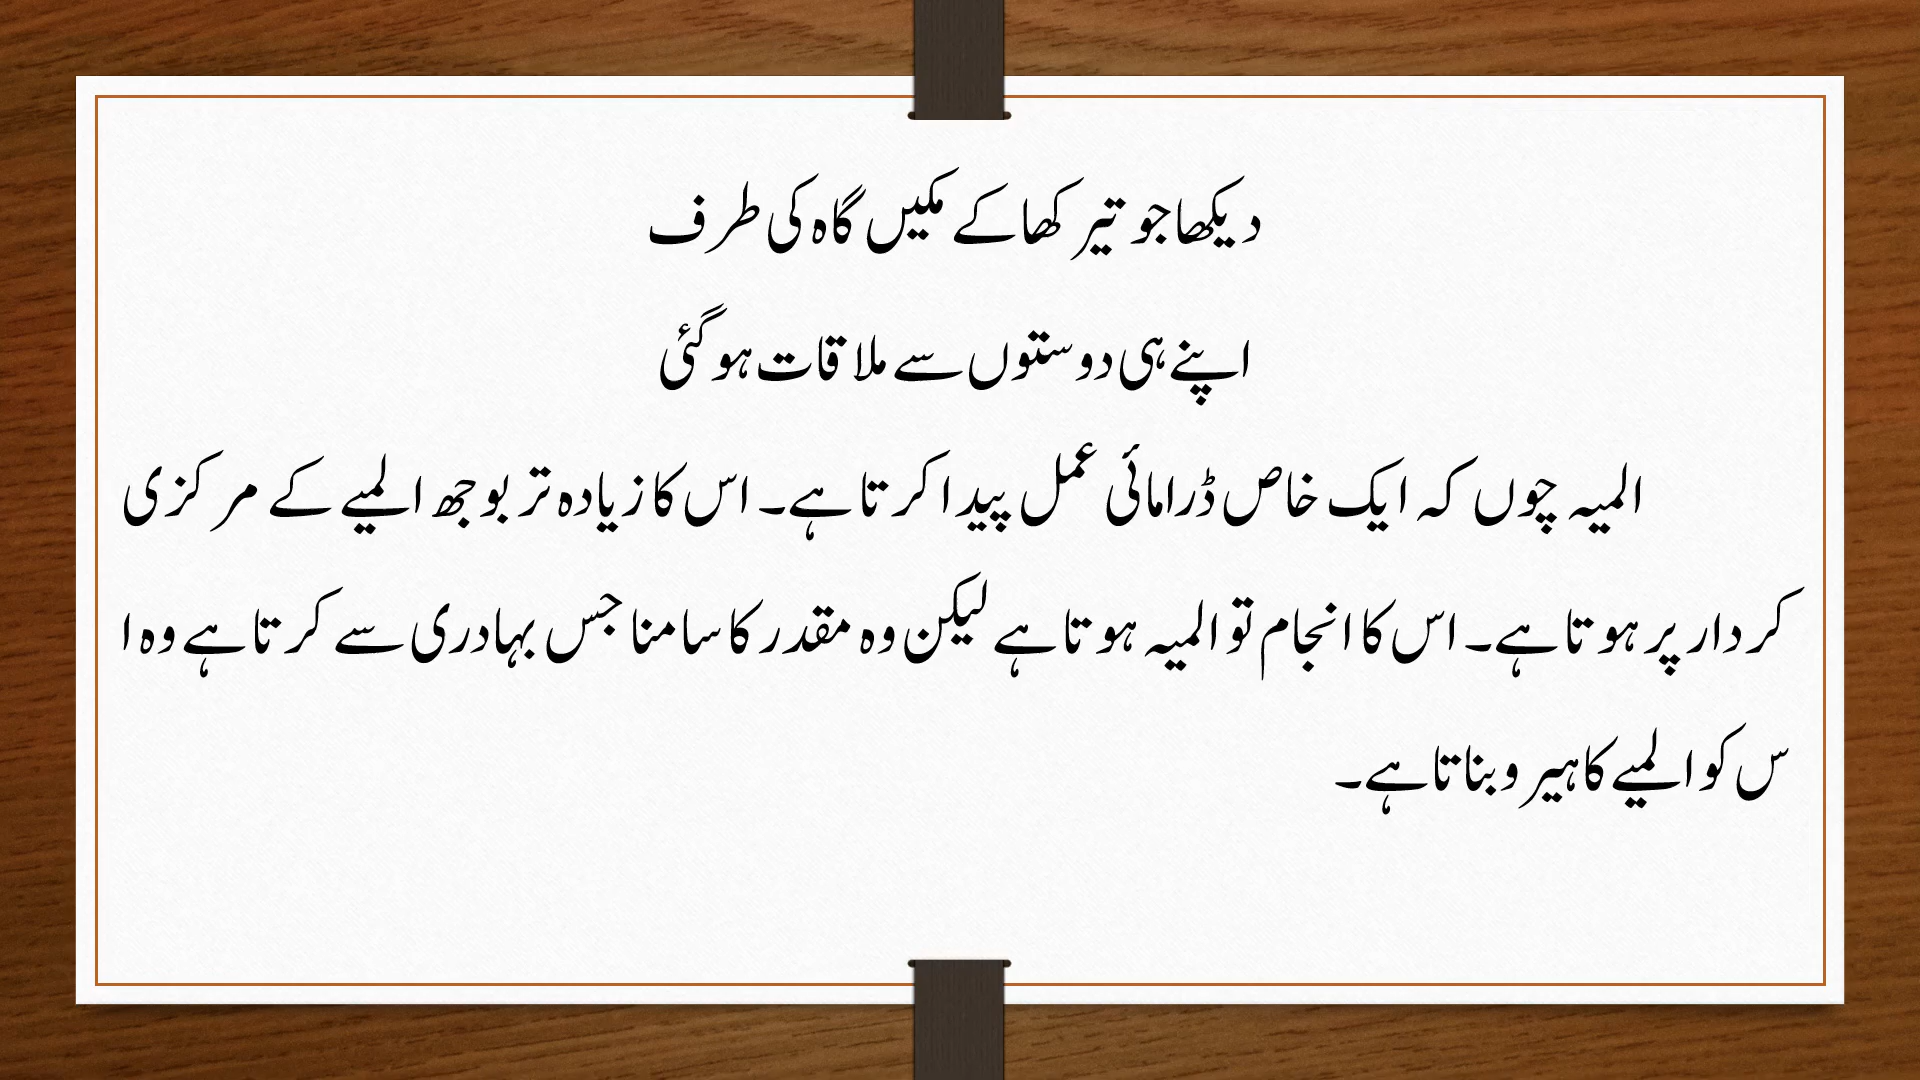 دیکھا جو تیر کھا کے مکیں گاہ کی طرف
اپنے ہی دوستوں سے ملاقات ہو گئی
المیہ چوں کہ ایک خاص ڈرامائی عمل پیدا کرتا ہے۔ اس کا زیادہ تر بوجھ المیے کے مرکزی
کردار پر ہوتا ہے۔ اس کا انجام تو المیہ ہوتا ہے لیکن وہ مقدر کا سامنا جس بہادری سے کرتا ہے وہ ا
س کو المیے کا ہیرو بناتا ہے۔